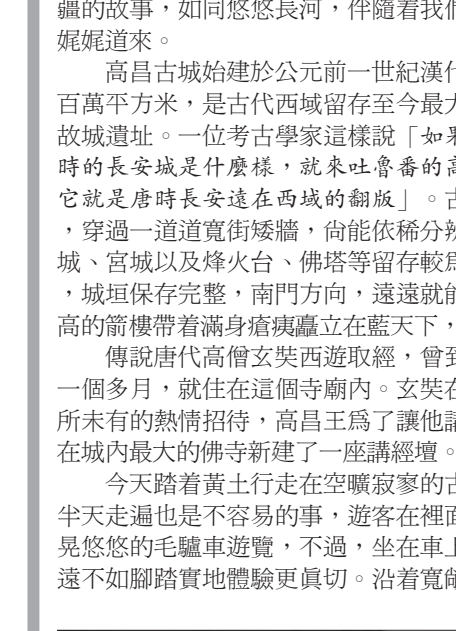 疆的故事，如同悠悠長河，伴隨着我們
娓娓道來。
高昌古城始建於公元前一世紀漢代
百萬平方米，是古代西域留存至今最大
故城遺址。一位考古學家這樣說「如果
時的長安城是什麼樣，就來吐魯番的高
它就是唐時長安遠在西域的翻版」。古
，穿過一道道寬街矮牆，尙能依稀分辨
城、宮城以及烽火台、佛塔等留存較爲
，城垣保存完整，南門方向，遠遠就能
高的箭樓帶着滿身瘡痍矗立在藍天下，
傳說唐代高僧玄奘西遊取經，曾到
一個多月，就住在這個寺廟內。玄奘在
所未有的熱情招待，高昌王爲了讓他講
在城內最大的佛寺新建了一座講經壇。
今天踏着黃土行走在空曠寂寥的古
半天走遍也是不容易的事，遊客在裡面
晃悠悠的毛驢車遊覽，不過，坐在車上
遠不如腳踏實地體驗更眞切。沿着寬敞